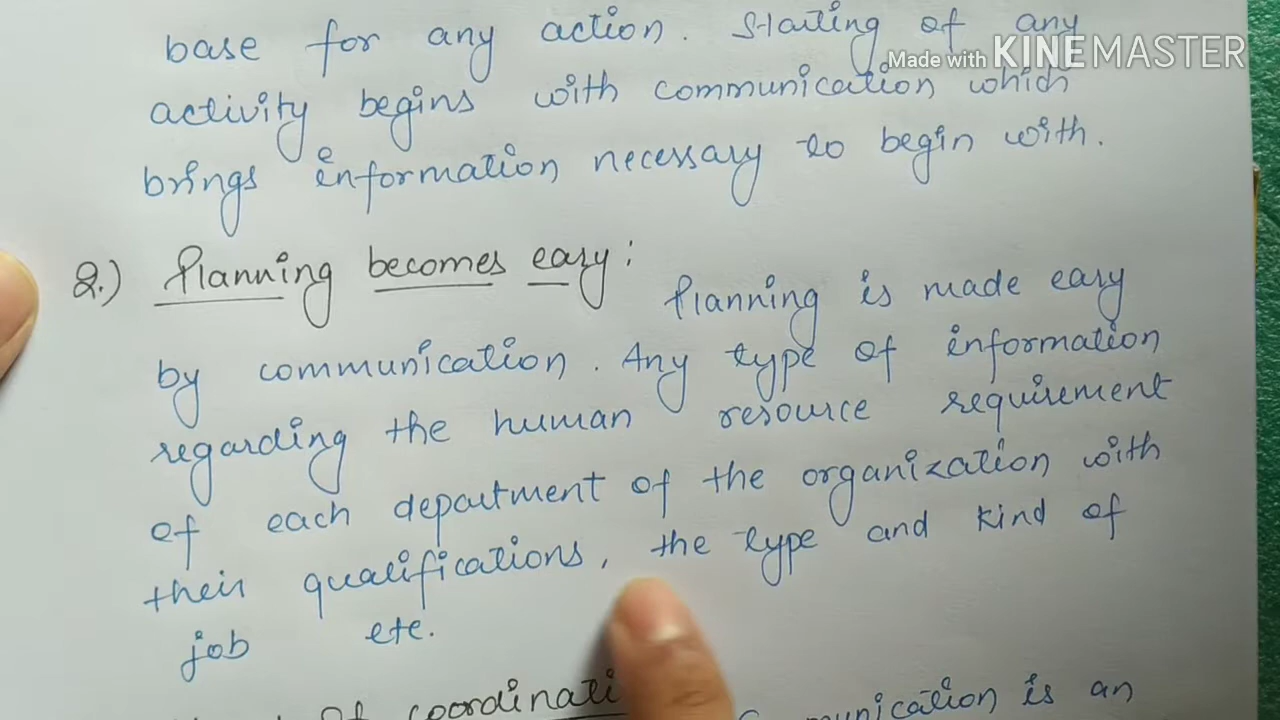 base for any action. Starting of any
Made with KINEMASTER
activity begins with communication which
brings information necessary to begin with.
2.) Planning becomes easy: Planning is made easy
by communication. Any type of information
regarding the human resource requirement
of each department of the organization with
their qualifications, the type and kind of
job etc.
Of coordinati
is an